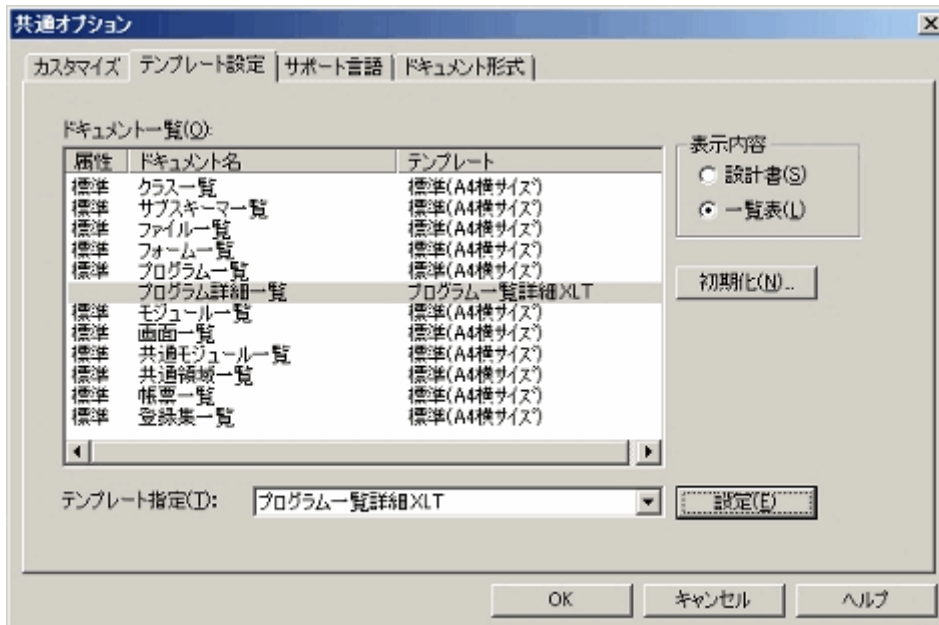 共通オプション
カスタマイズ テンプレート設定 サポート言語 ドキュメント形式
ドキュメント一覧(O):
属性 ドキュメント名 テンプレート
標準 クラス一覧 標準(A4横サイズ)
標準 サブスキーマ一覧 標準(A4横サイズ)
標準 ファイル一覧 標準(A4横サイズ)
標準 フォーム一覧 標準(A4横サイズ)
標準 プログラム一覧 標準(A4横サイズ)
プログラム詳細一覧 プログラム一覧詳細XLT
標準 モジュール一覧 標準(A4横サイズ)
標準 画面一覧 標準(A4横サイズ)
標準 共通モジュール一覧 標準(A4横サイズ)
標準 共通領域一覧 標準(A4横サイズ)
標準 帳票一覧 標準(A4横サイズ)
標準 登録集一覧 標準(A4横サイズ)
表示内容
設計書(S)
一覧表(L)
初期化(N)...
テンプレート指定(T): プログラム一覧詳細XLT 設定(E)
OK キャンセル ヘルプ